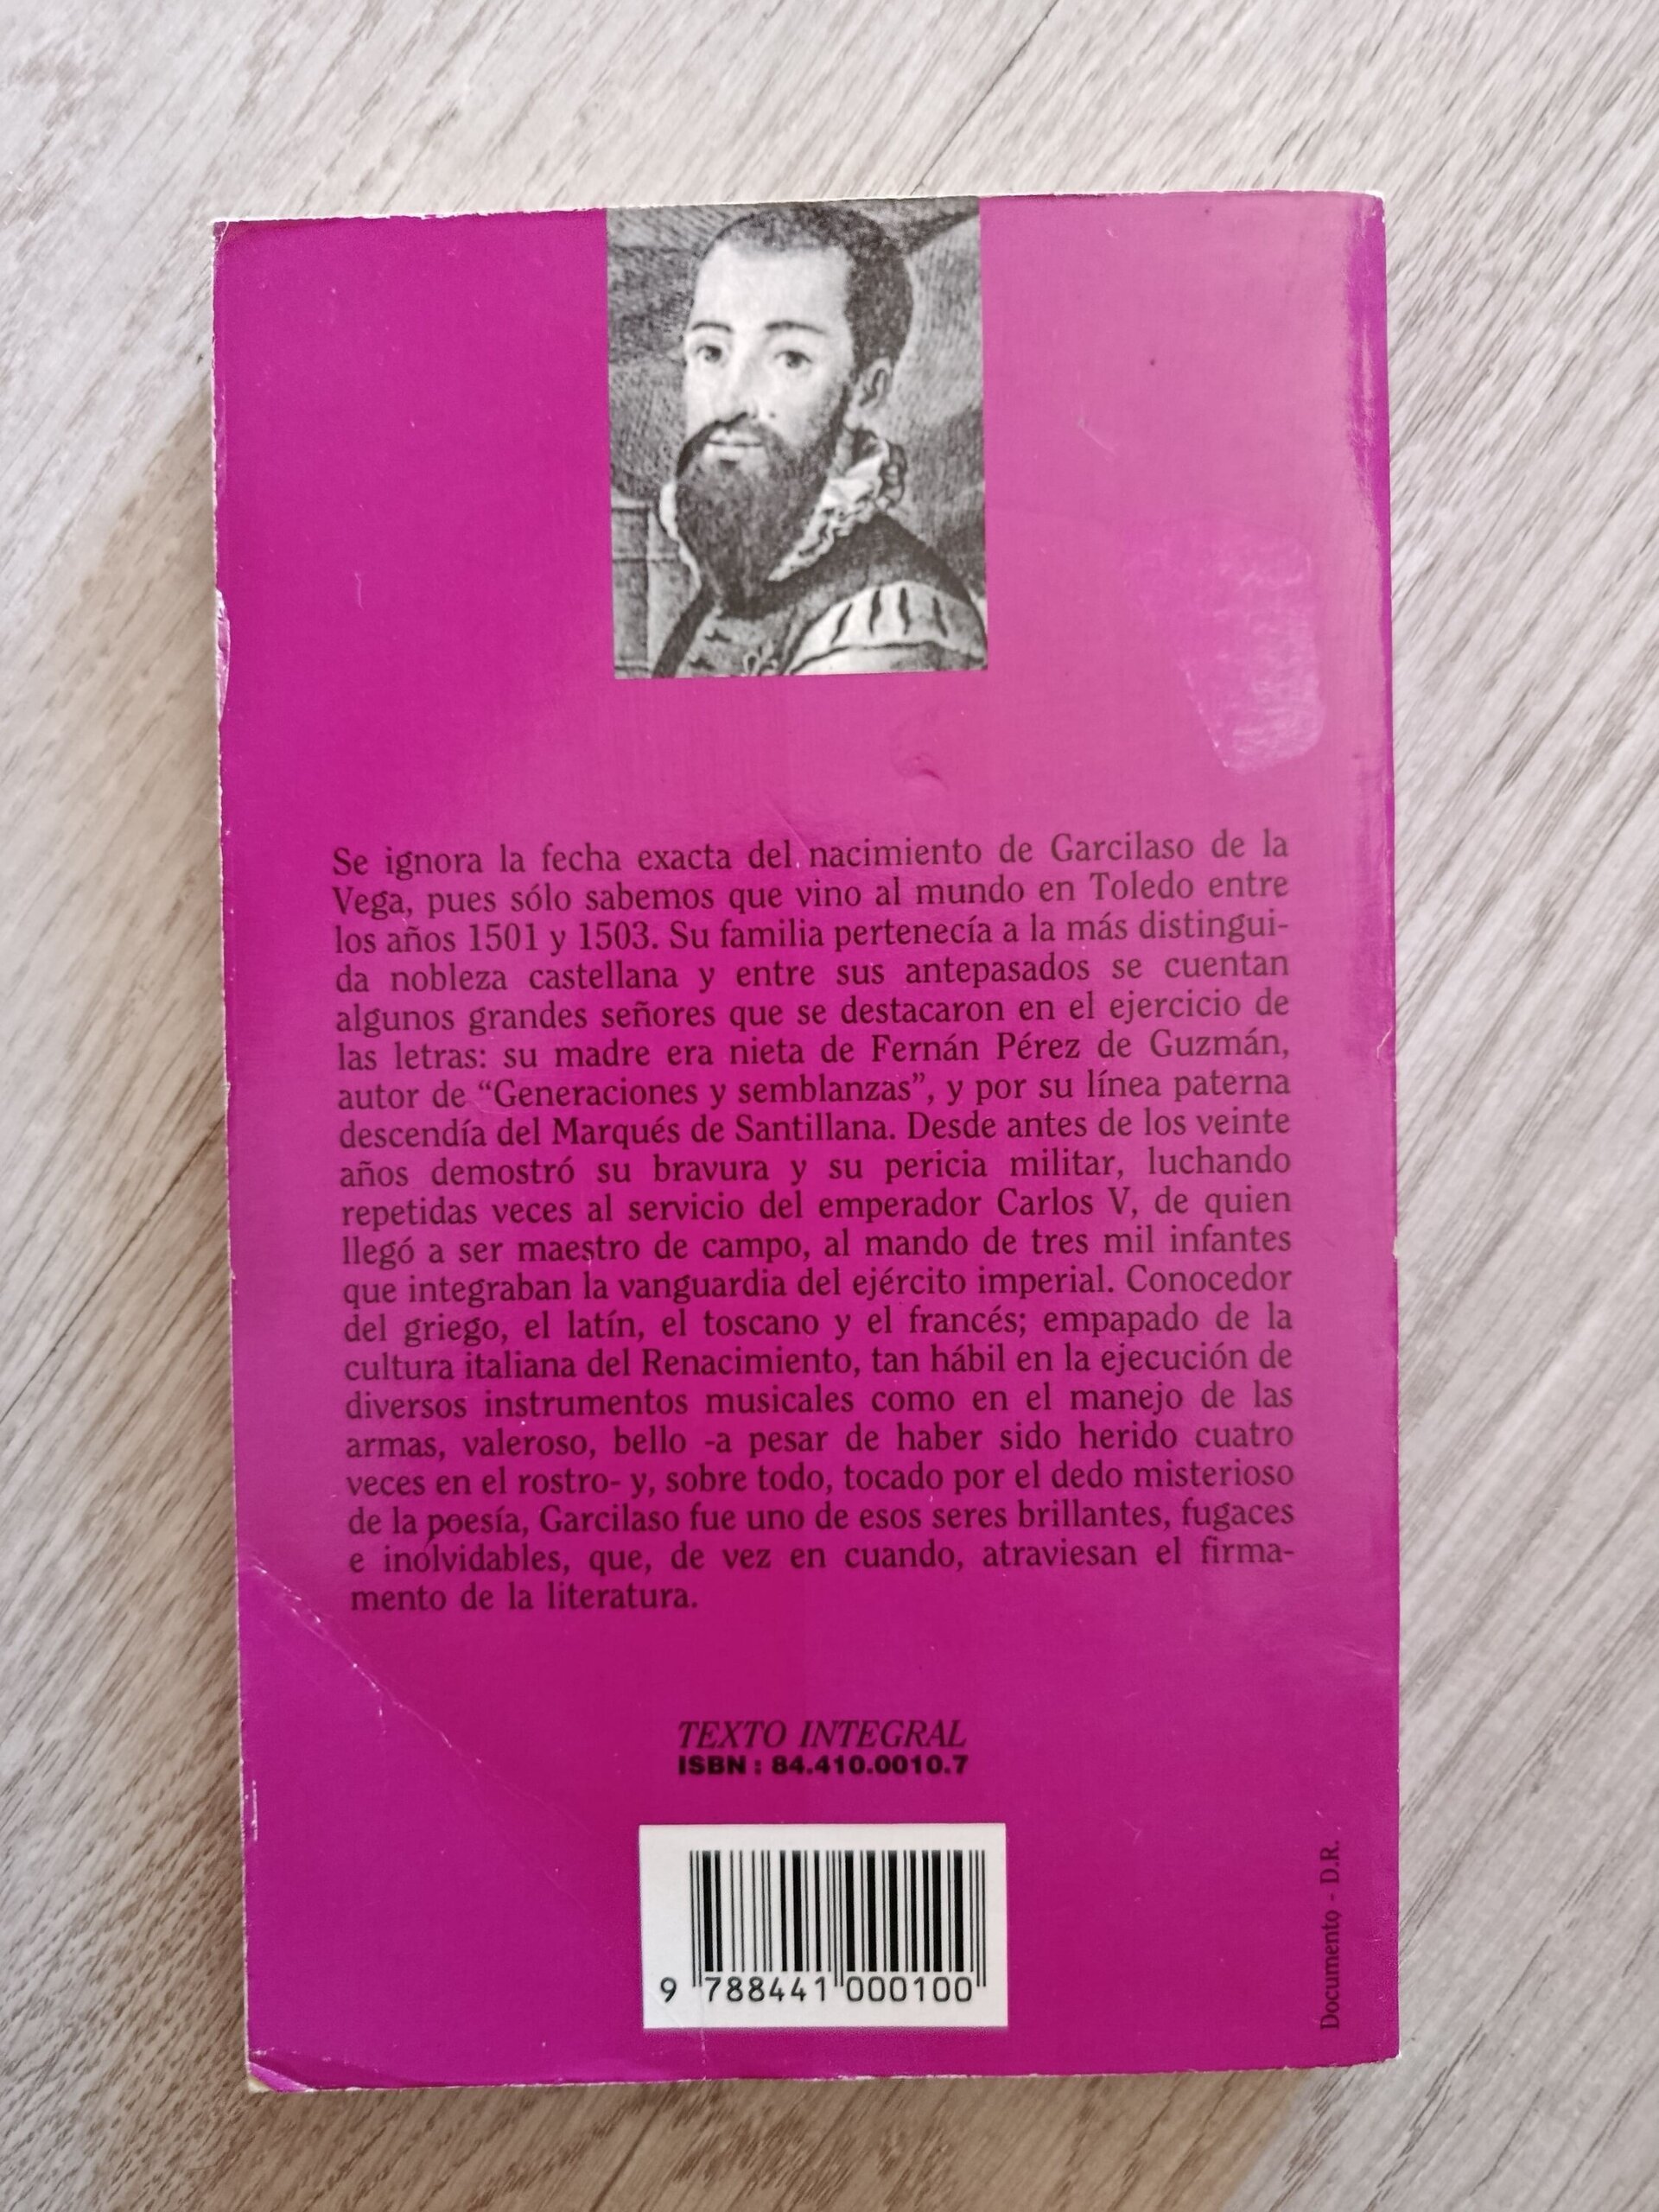 Se ignora la fecha exacta del nacimiento de Garcilaso de la
Vega, pues sólo sabemos que vino al mundo en Toledo entre
los años 1501 y 1503. Su familia pertenecía a la más distingui-
da nobleza castellana y entre sus antepasados se cuentan
algunos grandes señores que se destacaron en el ejercicio de
las letras: su madre era nieta de Fernán Pérez de Guzmán,
autor de “Generaciones y semblanzas”, y por su línea paterna
descendía del Marqués de Santillana. Desde antes de los veinte
años demostró su bravura y su pericia militar, luchando
repetidas veces al servicio del emperador Carlos V, de quien
llegó a ser maestro de campo, al mando de tres mil infantes
que integraban la vanguardia del ejército imperial. Conocedor
del griego, el latín, el toscano y el francés; empapado de la
cultura italiana del Renacimiento, tan hábil en la ejecución de
diversos instrumentos musicales como en el manejo de las
armas, valeroso, bello -a pesar de haber sido herido cuatro
veces en el rostro- y, sobre todo, tocado por el dedo misterioso
de la poesía, Garcilaso fue uno de esos seres brillantes, fugaces
e inolvidables, que, de vez en cuando, atraviesan el firma-
mento de la literatura.
TEXTO INTEGRAL
ISBN : 84.410.0010.7
9 788441 000100
Documento - D.R.